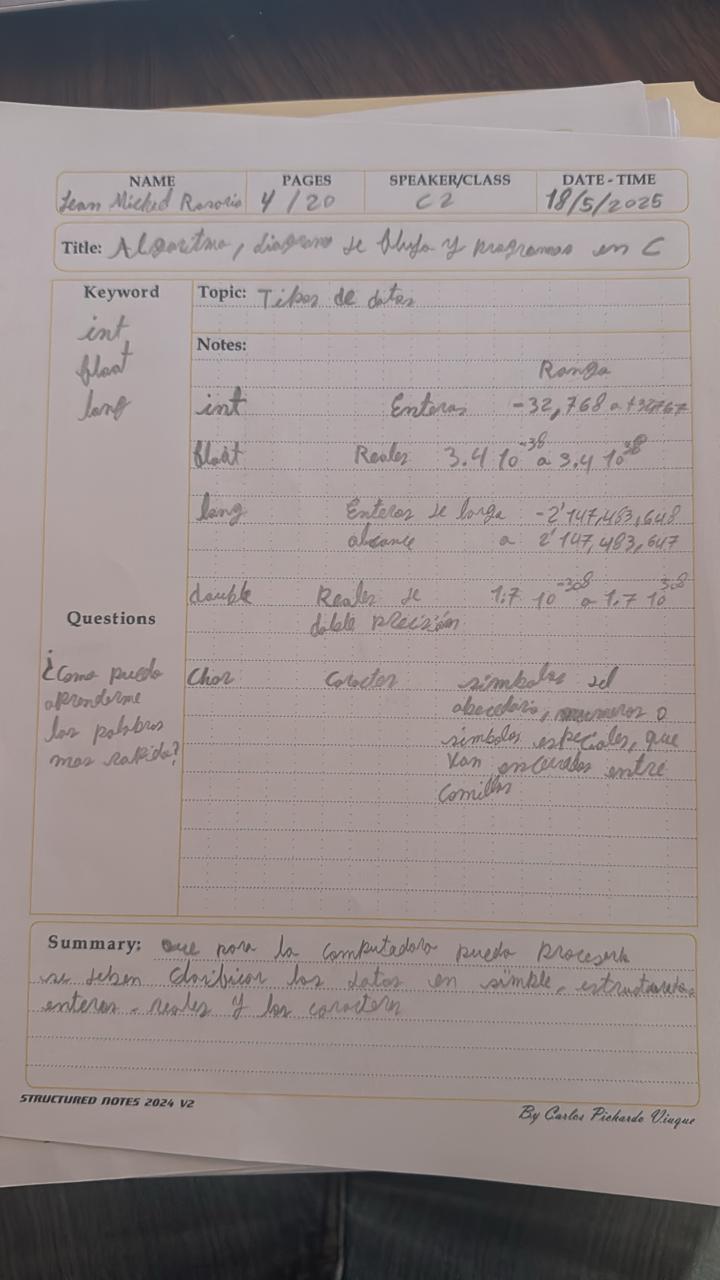 NAME PAGES SPEAKER/CLASS DATE-TIME
Jean Michel Rosario 4/20 C2 18/5/2025
Title: Algoritmo, diagrama de flujo y programas en C
Keyword
int
float
long
Topic: Tipos de datos
Notes:
Rango
int Enteros -32,768 a +32767
float Reales 3.4 10^-38 a 3.4 10^38
long Enteros de larga -2'147,483,648
alcance a 2'147,483,647
double Reales de 1.7 10^-308 a 1.7 10^308
doble precisión
Char Caracter simbolos del
abecedario, numeros o
simbolos especiales, que
van encerrados entre
comillas
Questions
¿Como puedo
aprenderme
las palabras
mas rapido?
Summary: Que para la computadora pueda procesar
se deben clasificar los datos en simple, estructurados,
enteros, reales y los caracteres
STRUCTURED NOTES 2024 V2
By Carlos Pichardo Viuque